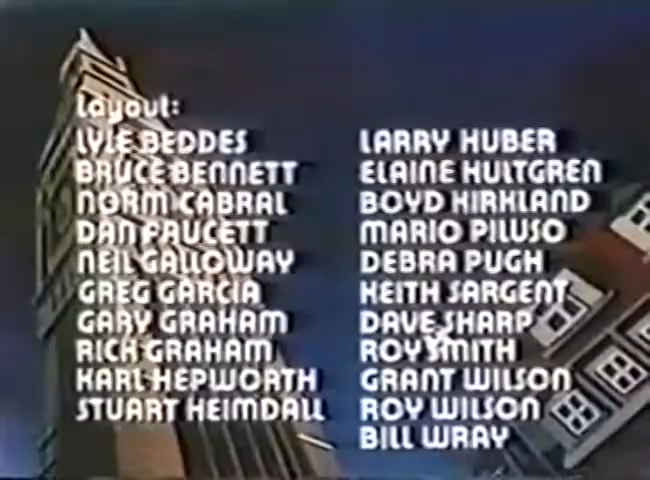 Layout:
LYLE BEDDES
BRUCE BENNETT
NORM CABRAL
DAN FAUCETT
NEIL GALLOWAY
GREG GARCIA
GARY GRAHAM
RICK GRAHAM
KARL HEPWORTH
STUART HEIMDALL
LARRY HUBER
ELAINE HULTGREN
BOYD KIRKLAND
MARIO PILUSO
DEBRA PUGH
KEITH SARGENT
DAVE SHARP
ROY SMITH
GRANT WILSON
ROY WILSON
BILL WRAY